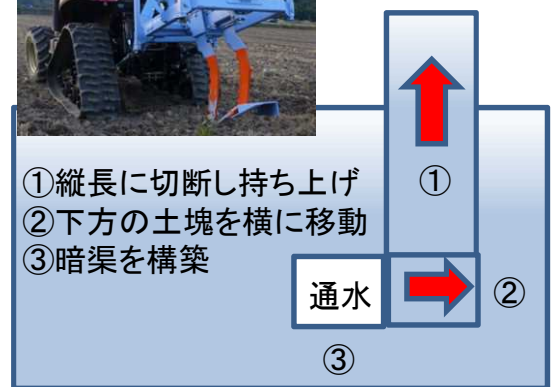 ①縦長に切断し持ち上げ
②下方の土塊を横に移動
③暗渠を構築
①
通水
②
③